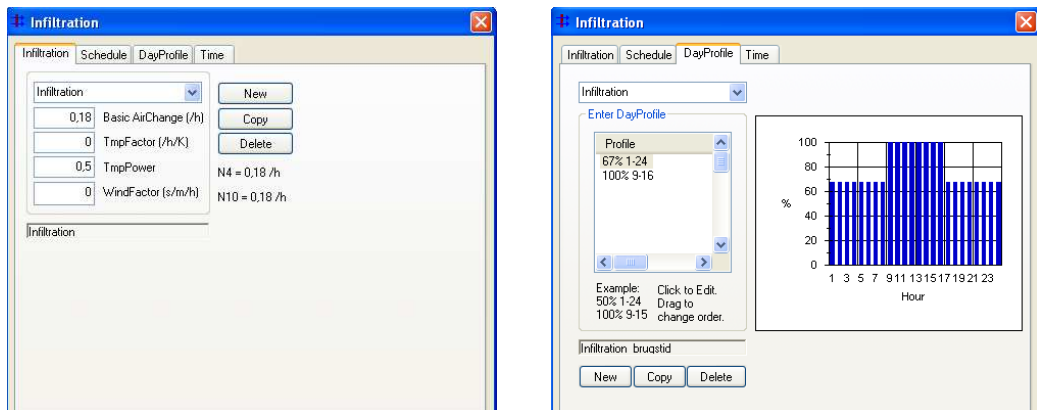 Infiltration
Infiltration Schedule DayProfile Time
Infiltration
New
0,18 Basic AirChange (/h)
Copy
0 TmpFactor (/h/K)
Delete
0,5 TmpPower
N4 = 0,18 /h
0 WindFactor (s/m/h)
N10 = 0,18 /h
Infiltration
Infiltration
Infiltration Schedule DayProfile Time
Infiltration
Enter DayProfile
Profile
67% 1-24
100% 9-16
Example:
50% 1-24
100% 9-15
Click to Edit.
Drag to
change order.
100
80
60
40
20
0
%
1 3 5 7 9 11 13 15 17 19 21 23
Hour
Infiltration brugstid
New Copy Delete